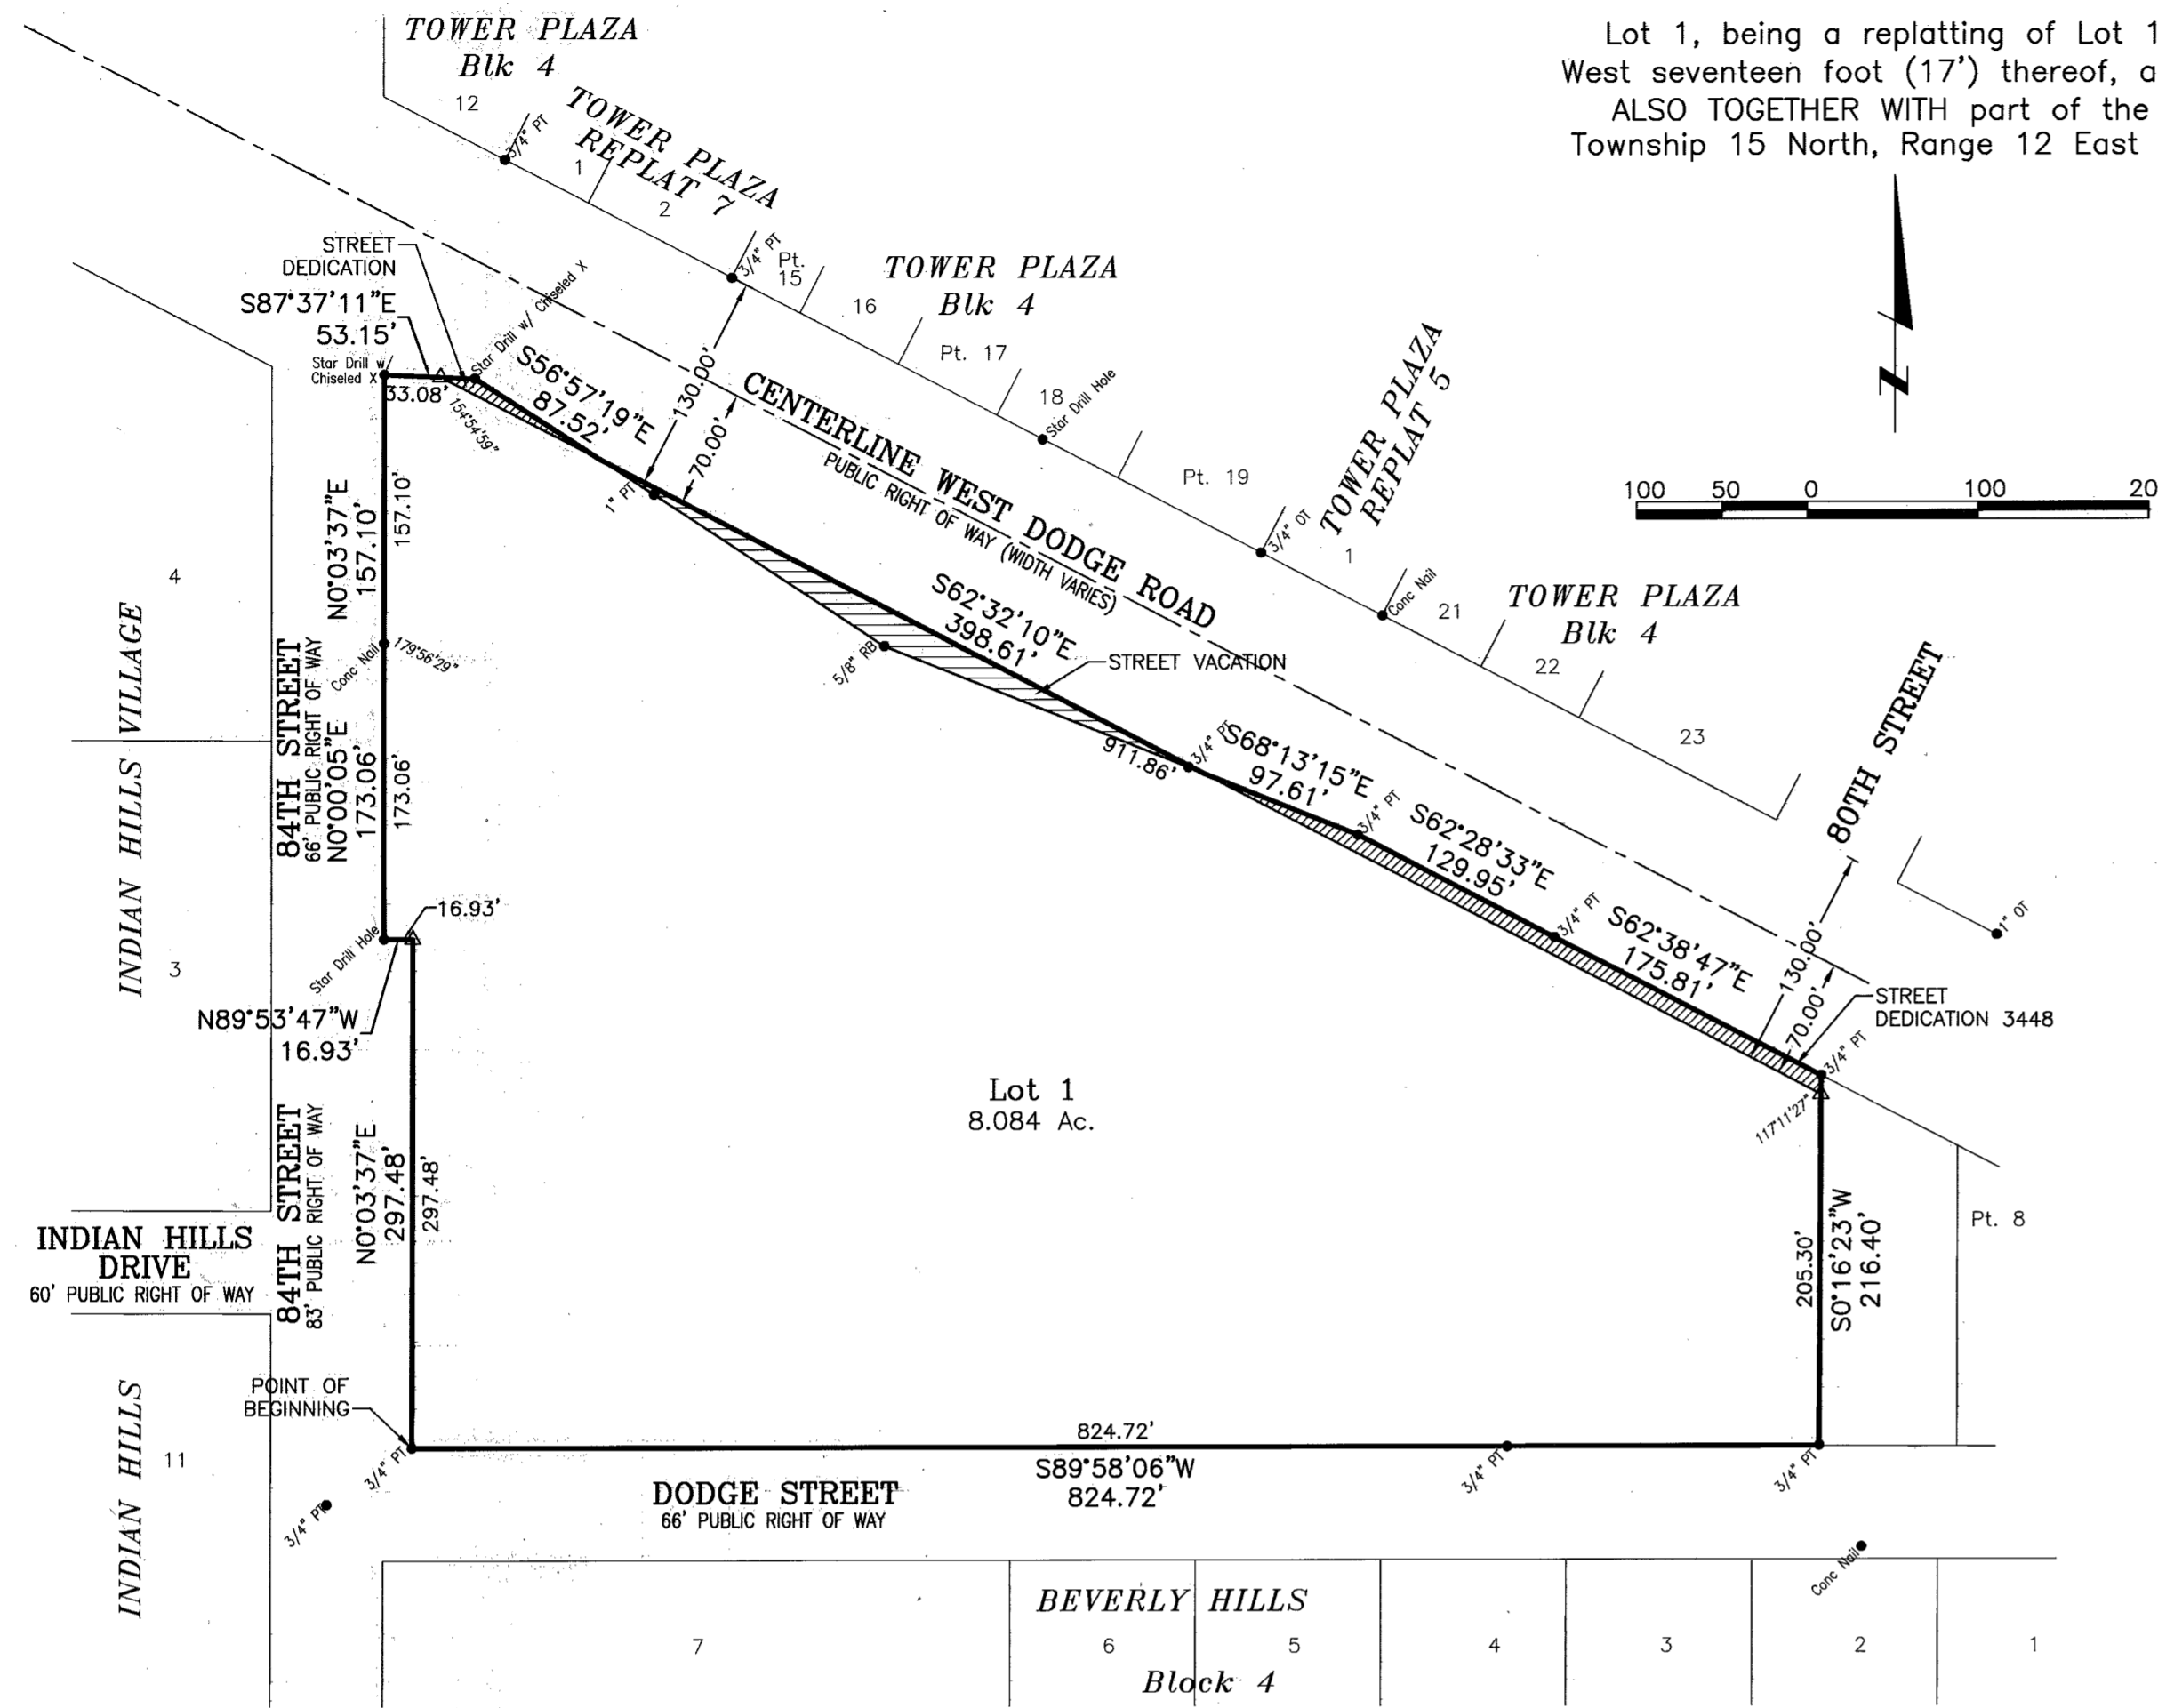 Lot 1, being a replatting of Lot 1
West seventeen foot (17') thereof, a
ALSO TOGETHER WITH part of the
Township 15 North, Range 12 East
TOWER PLAZA
Blk 4
12
3/4" PT
TOWER PLAZA
REPLAT 7
1
2
3/4" PT
Pt.
15
16
TOWER PLAZA
Blk 4
Pt. 17
18
Star Drill Hole
Pt. 19
TOWER PLAZA
REPLAT 5
3/4" OT
1
Conc Nail
21
TOWER PLAZA
Blk 4
22
23
80TH STREET
1" OT
N
100 50 0 100 20
STREET
DEDICATION
S87°37'11"E
53.15'
Star Drill w/
Chiseled X
33.08'
154°54'59"
Star Drill w/ Chiseled X
S56°57'19"E
87.52'
130.00'
70.00'
1" PT
CENTERLINE WEST DODGE ROAD
PUBLIC RIGHT OF WAY (WIDTH VARIES)
S62°32'10"E
398.61'
STREET VACATION
5/8" RB
911.86'
3/4" PT
S68°13'15"E
97.61'
3/4" PT
S62°28'33"E
129.95'
3/4" PT
S62°38'47"E
175.81'
130.00'
70.00'
STREET
DEDICATION 3448
3/4" PT
117°11'27"
4
INDIAN HILLS VILLAGE
3
84TH STREET
66' PUBLIC RIGHT OF WAY
N0°03'37"E
157.10'
157.10'
Conc Nail
179°56'29"
N0°00'05"E
173.06'
173.06'
16.93'
Star Drill Hole
N89°53'47"W
16.93'
Lot 1
8.084 Ac.
84TH STREET
83' PUBLIC RIGHT OF WAY
N0°03'37"E
297.48'
297.48'
INDIAN HILLS
DRIVE
60' PUBLIC RIGHT OF WAY
205.30'
S0°16'23"W
216.40'
Pt. 8
POINT OF
BEGINNING
INDIAN HILLS
11
3/4" PT
3/4" PT
824.72'
S89°58'06"W
824.72'
3/4" PT
3/4" PT
DODGE STREET
66' PUBLIC RIGHT OF WAY
Conc Nail
BEVERLY HILLS
7
6
5
4
3
2
1
Block 4